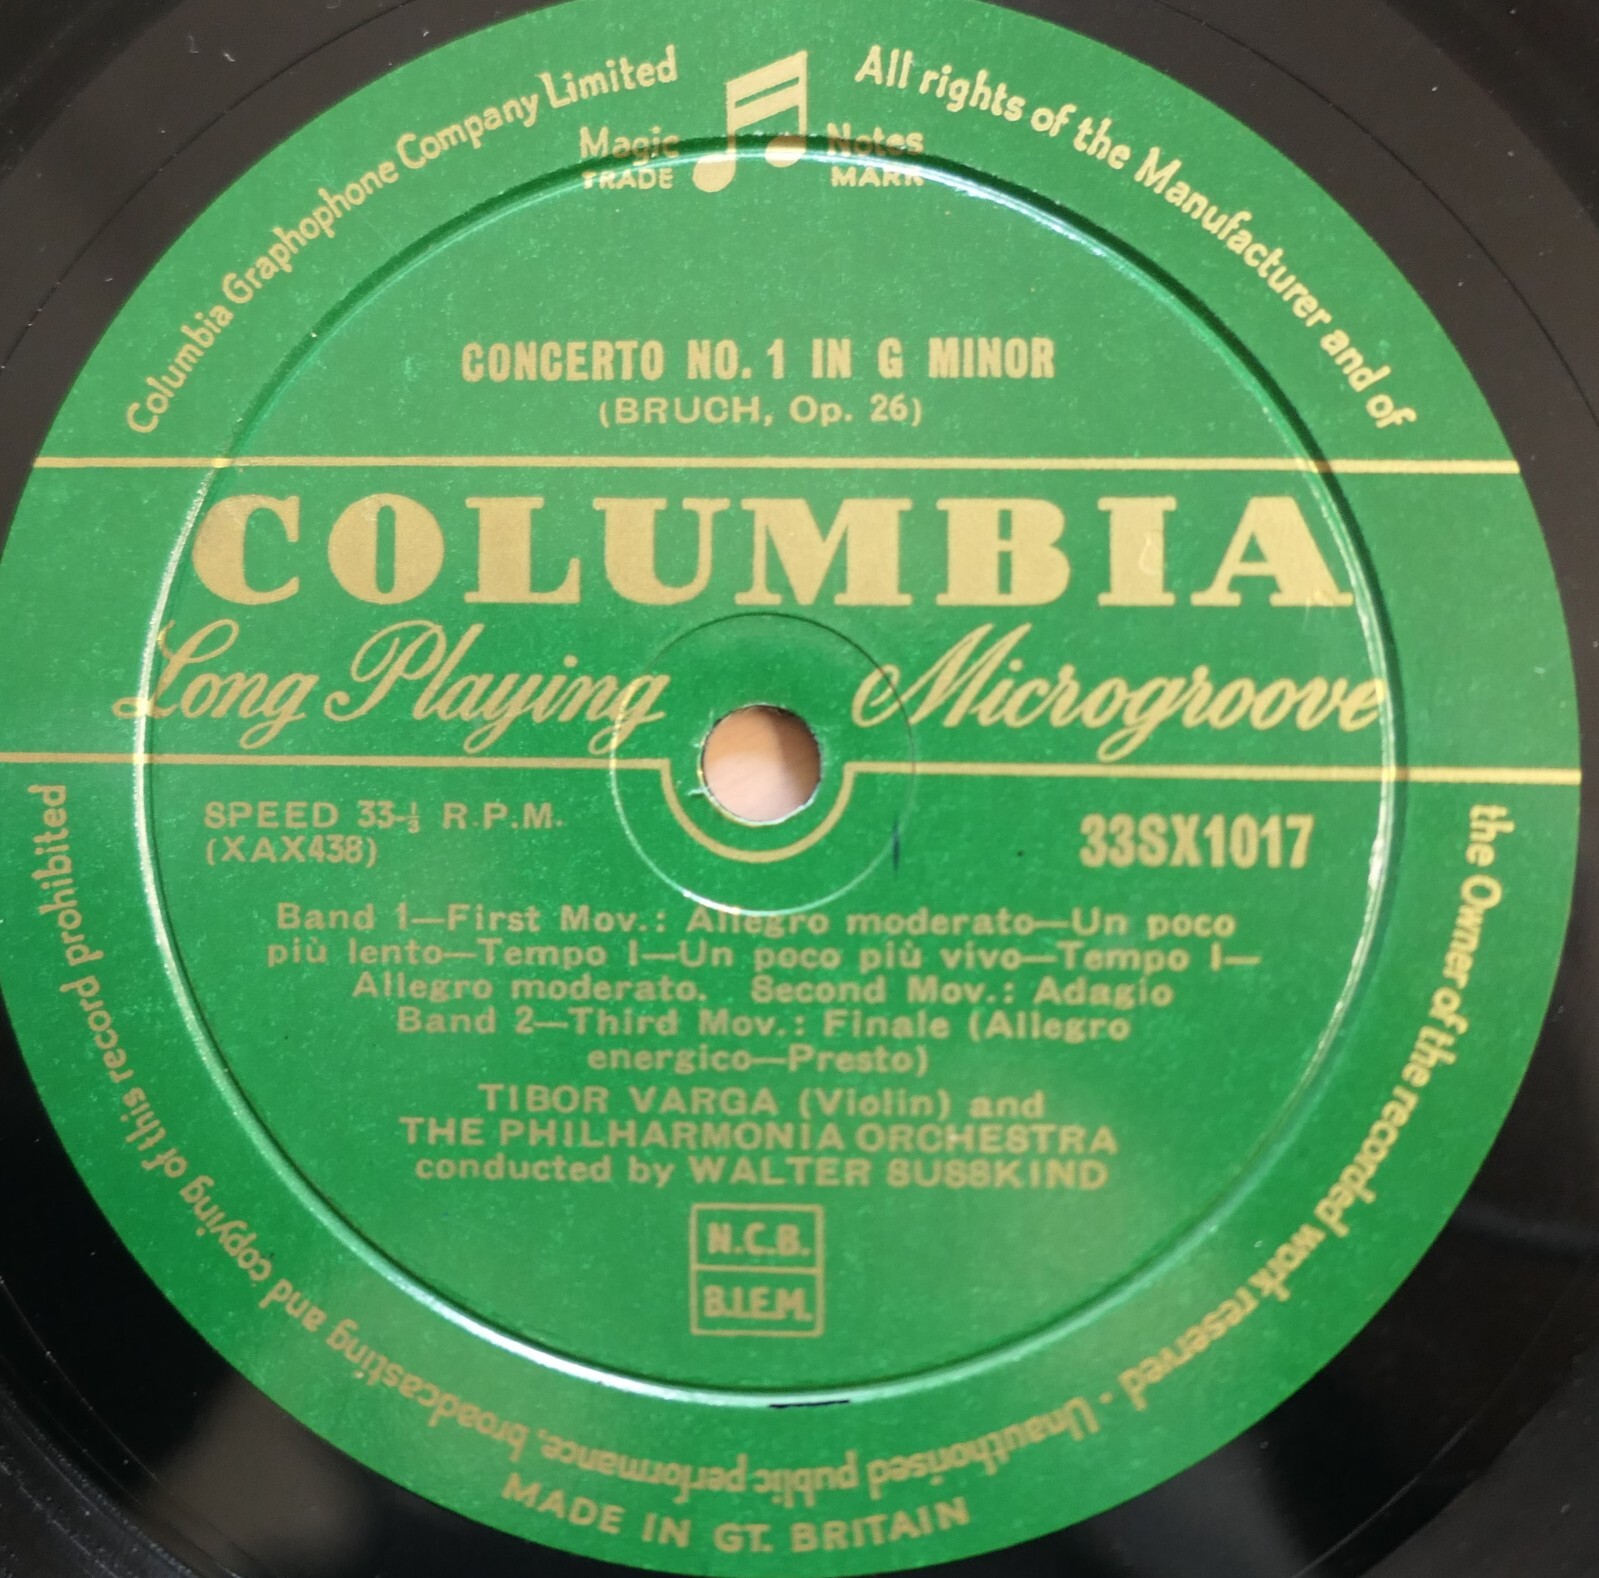 Columbia Graphophone Company Limited
All rights of the Manufacturer and of
the Owner of the recorded work reserved - Unauthorised public performance, broadcasting and copying of this record prohibited
Magic Notes
TRADE MARK
CONCERTO NO. 1 IN G MINOR
(BRUCH, Op. 26)
COLUMBIA
Long Playing Microgroove
SPEED 33-⅓ R.P.M.
(XAX438)
33SX1017
Band 1—First Mov.: Allegro moderato—Un poco
più lento—Tempo I—Un poco più vivo—Tempo I—
Allegro moderato. Second Mov.: Adagio
Band 2—Third Mov.: Finale (Allegro
energico—Presto)
TIBOR VARGA (Violin) and
THE PHILHARMONIA ORCHESTRA
conducted by WALTER SUSSKIND
N.C.B.
B.I.E.M.
MADE IN GT. BRITAIN